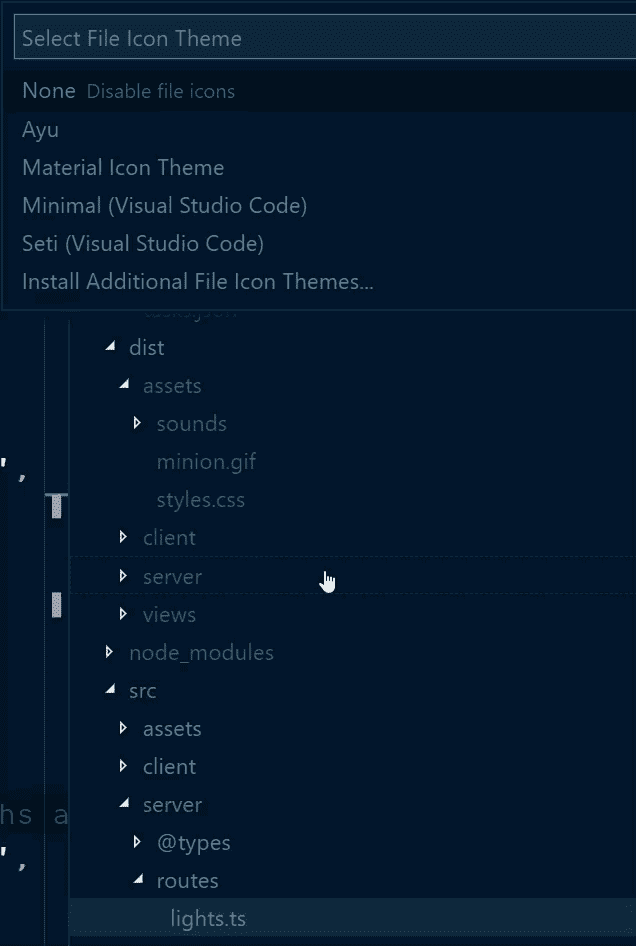 Select File Icon Theme
None Disable file icons
Ayu
Material Icon Theme
Minimal (Visual Studio Code)
Seti (Visual Studio Code)
Install Additional File Icon Themes...
dist
assets
sounds
minion.gif
styles.css
',
client
server
views
node_modules
src
assets
client
server
hs a
@types
',
routes
lights.ts